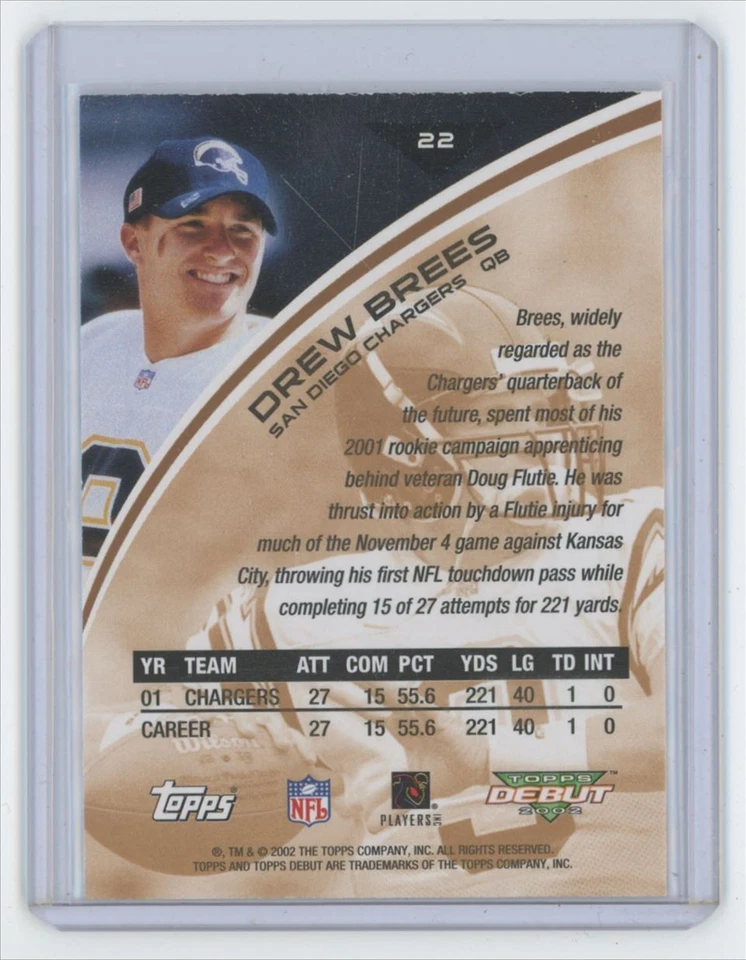 22
DREW BREES
SAN DIEGO CHARGERS QB
Brees, widely
regarded as the
Chargers' quarterback of
the future, spent most of his
2001 rookie campaign apprenticing
behind veteran Doug Flutie. He was
thrust into action by a Flutie injury for
much of the November 4 game against Kansas
City, throwing his first NFL touchdown pass while
completing 15 of 27 attempts for 221 yards.
YR TEAM ATT COM PCT YDS LG TD INT
01 CHARGERS 27 15 55.6 221 40 1 0
CAREER 27 15 55.6 221 40 1 0
topps®
NFL
PLAYERS INC
TOPPS™
DEBUT
2002
®, TM & © 2002 THE TOPPS COMPANY, INC. ALL RIGHTS RESERVED.
TOPPS AND TOPPS DEBUT ARE TRADEMARKS OF THE TOPPS COMPANY, INC.